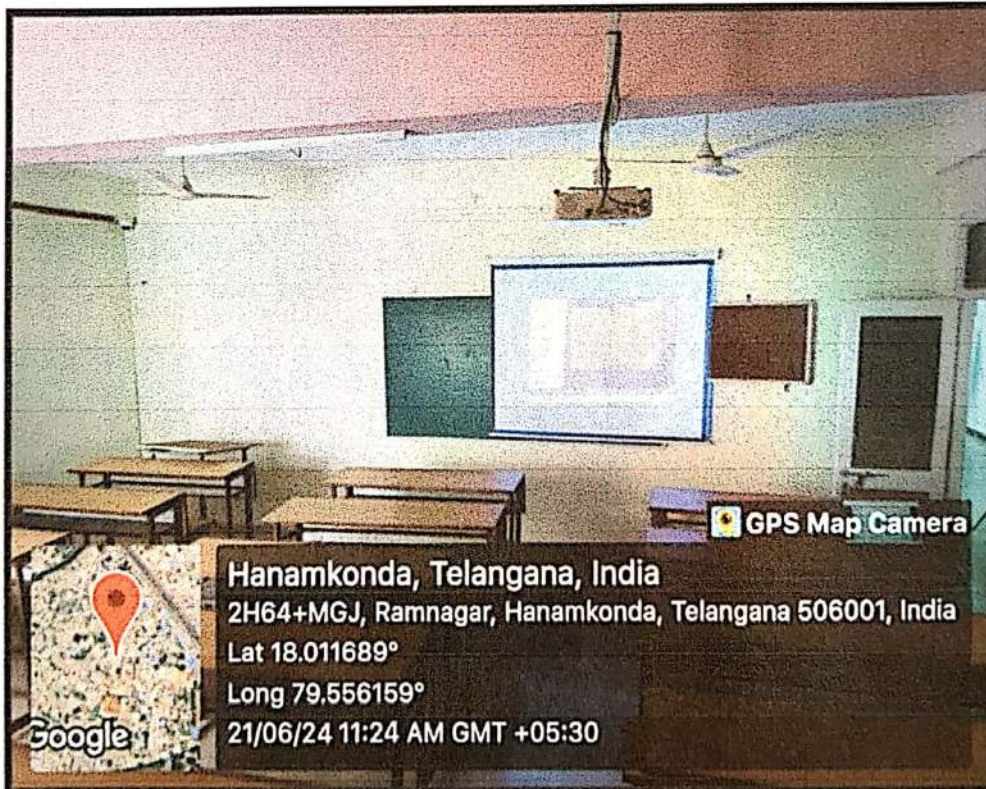 GPS Map Camera
Hanamkonda, Telangana, India
2H64+MGJ, Ramnagar, Hanamkonda, Telangana 506001, India
Lat 18.011689°
Long 79.556159°
21/06/24 11:24 AM GMT +05:30
Google